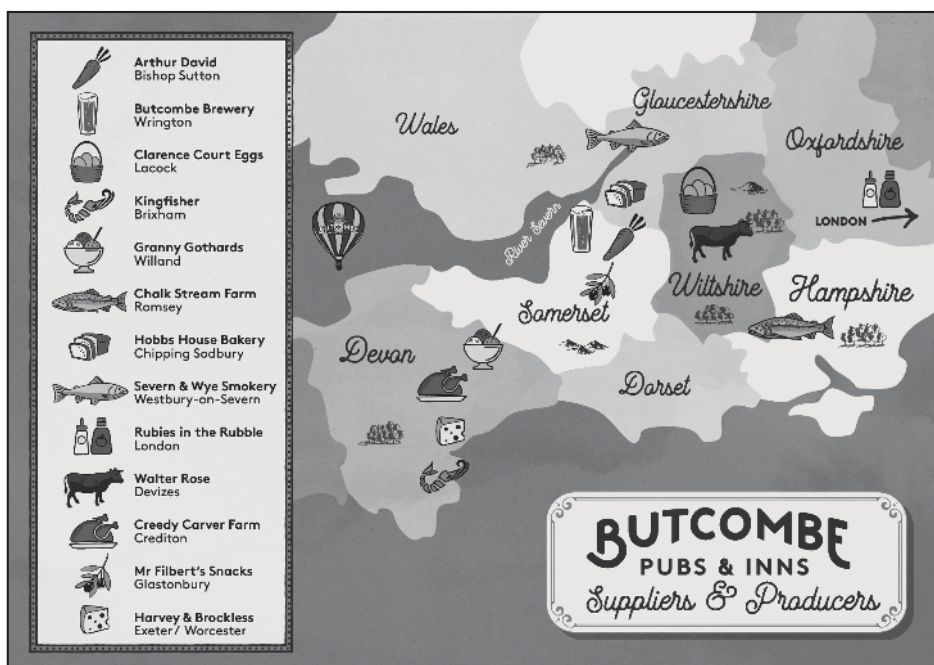 Arthur David
Bishop Sutton
Butcombe Brewery
Wrington
Clarence Court Eggs
Lacock
Kingfisher
Brixham
Granny Gothards
Willand
Chalk Stream Farm
Romsey
Hobbs House Bakery
Chipping Sodbury
Severn & Wye Smokery
Westbury-on-Severn
Rubies in the Rubble
London
Walter Rose
Devizes
Creedy Carver Farm
Crediton
Mr Filbert's Snacks
Glastonbury
Harvey & Brockless
Exeter / Worcester
Wales
Gloucestershire
Oxfordshire
LONDON
BUTCOMBE
River Severn
Wiltshire
Hampshire
Somerset
Devon
Dorset
BUTCOMBE
PUBS & INNS
Suppliers & Producers